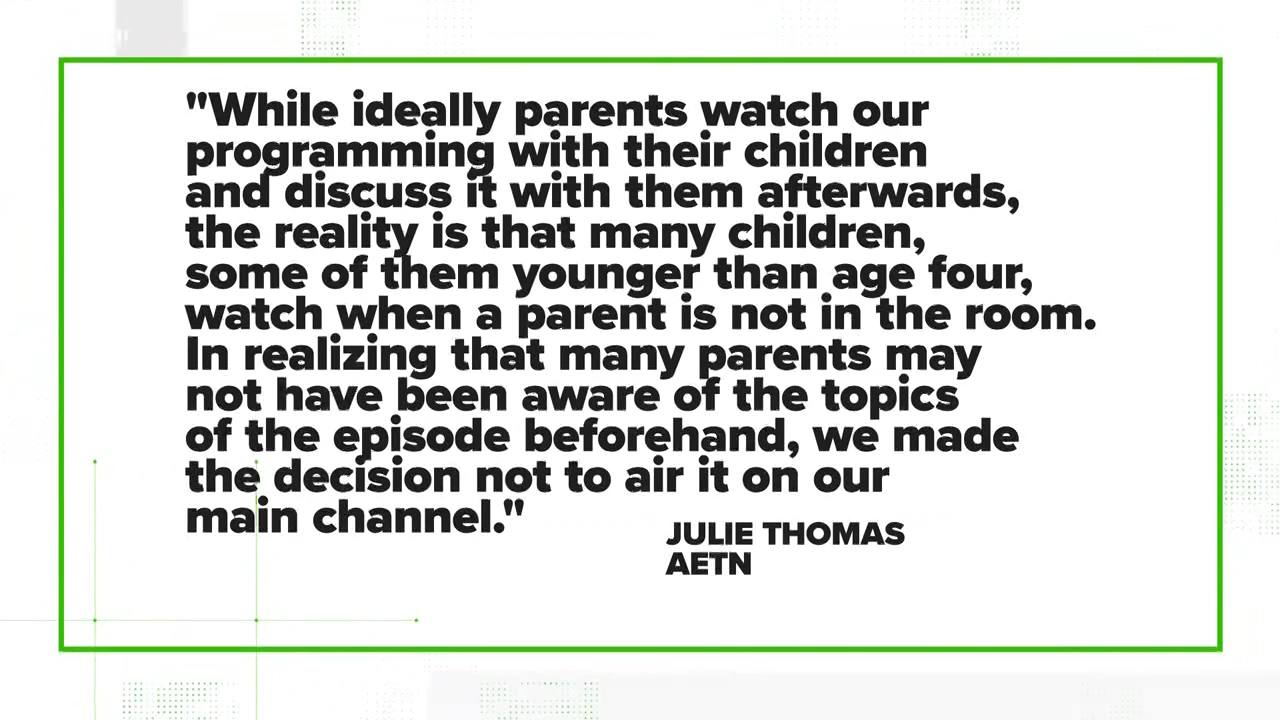 "While ideally parents watch our
programming with their children
and discuss it with them afterwards,
the reality is that many children,
some of them younger than age four,
watch when a parent is not in the room.
In realizing that many parents may
not have been aware of the topics
of the episode beforehand, we made
the decision not to air it on our
main channel."
JULIE THOMAS
AETN